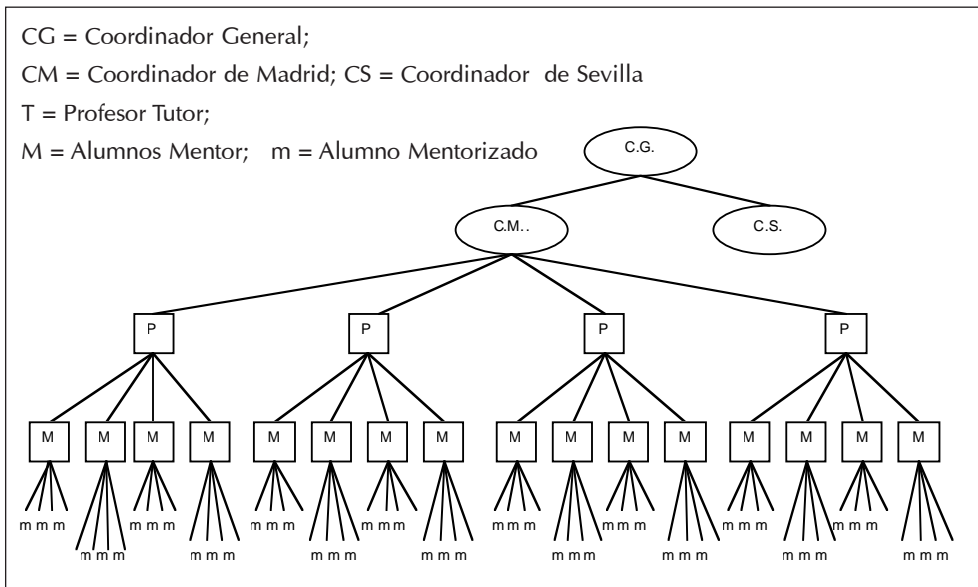 CG = Coordinador General;
CM = Coordinador de Madrid; CS = Coordinador de Sevilla
T = Profesor Tutor;
M = Alumnos Mentor; m = Alumno Mentorizado
C.G.
C.M.. C.S.
P P P P
M M M M M M M M M M M M M M M M
m m m m m m m m m m m m m m m m m m m m m m m m
m m m m m m m m m m m m m m m m m m m m m m m m